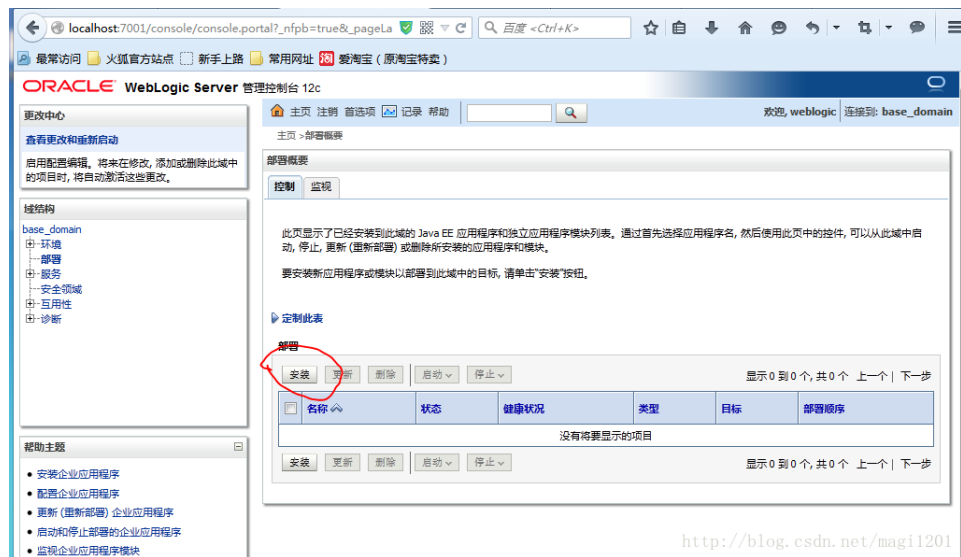 localhost:7001/console/console.portal?_nfpb=true&_pageLa
百度 <Ctrl+K>
最常访问 火狐官方站点 新手上路 常用网址 淘 爱淘宝（原淘宝特卖）
ORACLE WebLogic Server 管理控制台 12c
更改中心
查看更改和重新启动
启用配置编辑。将来在修改, 添加或删除此域中
的项目时, 将自动激活这些更改。
域结构
base_domain
环境
部署
服务
安全领域
互用性
诊断
帮助主题
安装企业应用程序
配置企业应用程序
更新 (重新部署) 企业应用程序
启动和停止部署的企业应用程序
监视企业应用程序模块
主页 注销 首选项 记录 帮助
欢迎, weblogic 连接到: base_domain
主页 >部署概要
部署概要
控制 监视
此页显示了已经安装到此域的 Java EE 应用程序和独立应用程序模块列表。通过首先选择应用程序名, 然后使用此页中的控件, 可以从此域中启
动, 停止, 更新 (重新部署) 或删除所安装的应用程序和模块。
要安装新应用程序或模块以部署到此域中的目标, 请单击"安装"按钮。
定制此表
部署
安装 更新 删除 启动 停止 显示 0 到 0 个, 共 0 个 上一个 | 下一步
名称 状态 健康状况 类型 目标 部署顺序
没有将要显示的项目
安装 更新 删除 启动 停止 显示 0 到 0 个, 共 0 个 上一个 | 下一步
http://blog.csdn.net/magi1201